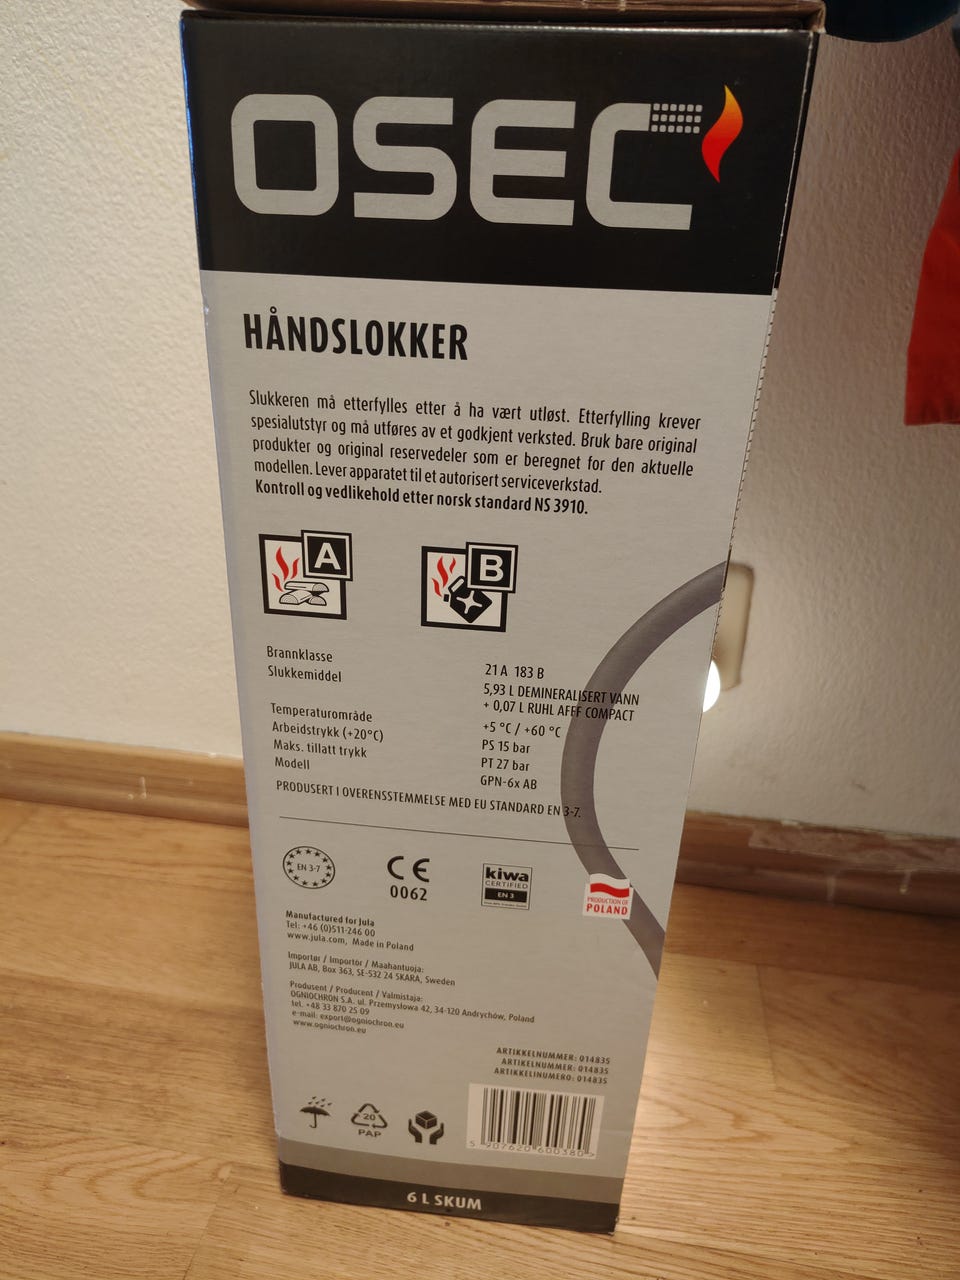 OSEC
HÅNDSLOKKER
Slukkeren må etterfylles etter å ha vært utløst. Etterfylling krever
spesialutstyr og må utføres av et godkjent verksted. Bruk bare original
produkter og original reservedeler som er beregnet for den aktuelle
modellen. Lever apparatet til et autorisert serviceverkstad.
Kontroll og vedlikehold etter norsk standard NS 3910.
A
B
Brannklasse 21 A 183 B
Slukkemiddel 5,93 L DEMINERALISERT VANN
+ 0,07 L RUHL AFFF COMPACT
Temperaturområde +5 °C / +60 °C
Arbeidstrykk (+20°C) PS 15 bar
Maks. tillatt trykk PT 27 bar
Modell GPN-6x AB
PRODUSERT I OVERENSSTEMMELSE MED EU STANDARD EN 3-7.
EN 3-7
CE
0062
kiwa
CERTIFIED
EN 3
PRODUCTION OF
POLAND
Manufactured for Jula
Tel: +46 (0)511-246 00
www.jula.com, Made in Poland
Importør / Importör / Maahantuoja:
JULA AB, Box 363, SE-532 24 SKARA, Sweden
Produsent / Producent / Valmistaja:
OGNIOCHRON S.A. ul. Przemysłowa 42, 34-120 Andrychów, Poland
tel. +48 33 870 25 09
e-mail: export@ogniochron.eu
www.ogniochron.eu
ARTIKKELNUMMER: 014835
ARTIKELNUMMER: 014835
ARTIKKELINUMERO: 014835
20
PAP
5 907620 600380 >
6 L SKUM